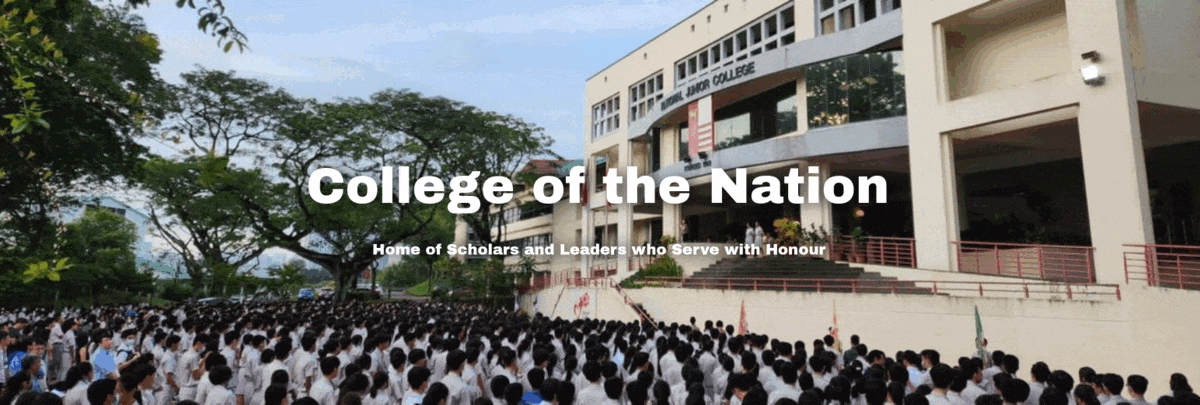 NATIONAL JUNIOR COLLEGE
College of the Nation
Home of Scholars and Leaders who Serve with Honour